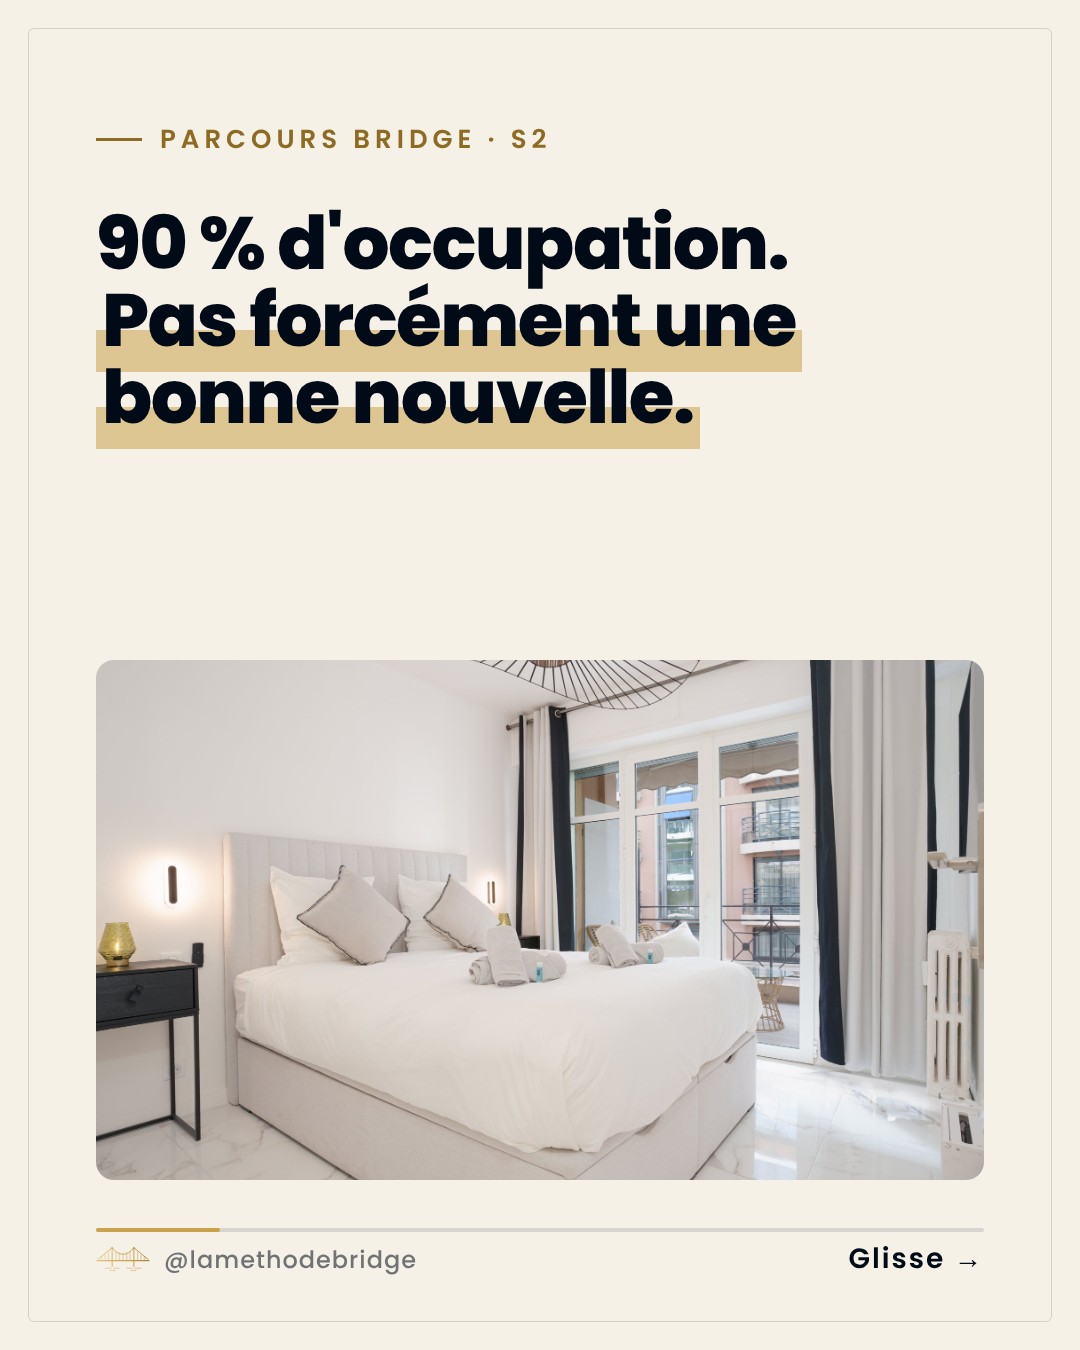 PARCOURS BRIDGE · S2
90 % d'occupation.
Pas forcément une
bonne nouvelle.
@lamethodebridge
Glisse →